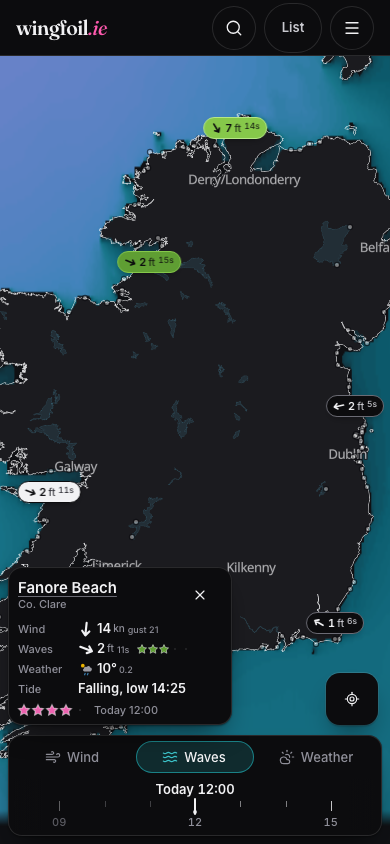 wingfoil.ie
List
7 ft 14s
Derry/Londonderry
Belfa
2 ft 15s
2 ft 5s
Dublin
Galway
2 ft 11s
Limerick
Kilkenny
1 ft 6s
Fanore Beach
Co. Clare
Wind 14 kn gust 21
Waves 2 ft 11s
Weather 10° 0.2
Tide Falling, low 14:25
Today 12:00
Wind Waves Weather
Today 12:00
09 12 15